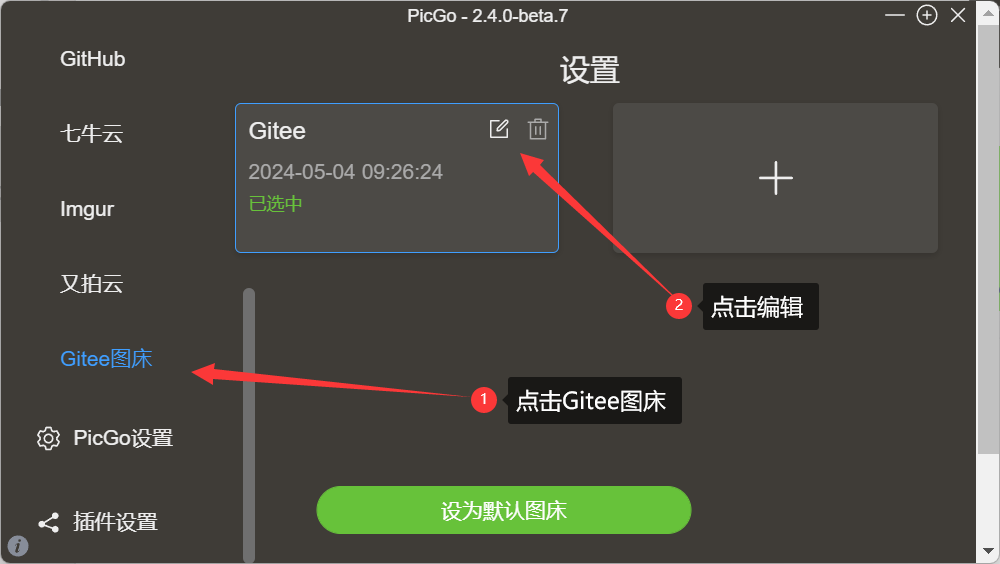 PicGo - 2.4.0-beta.7
GitHub
七牛云
Imgur
又拍云
Gitee图床
PicGo设置
插件设置
设置
Gitee
2024-05-04 09:26:24
已选中
2
点击编辑
1
点击Gitee图床
设为默认图床